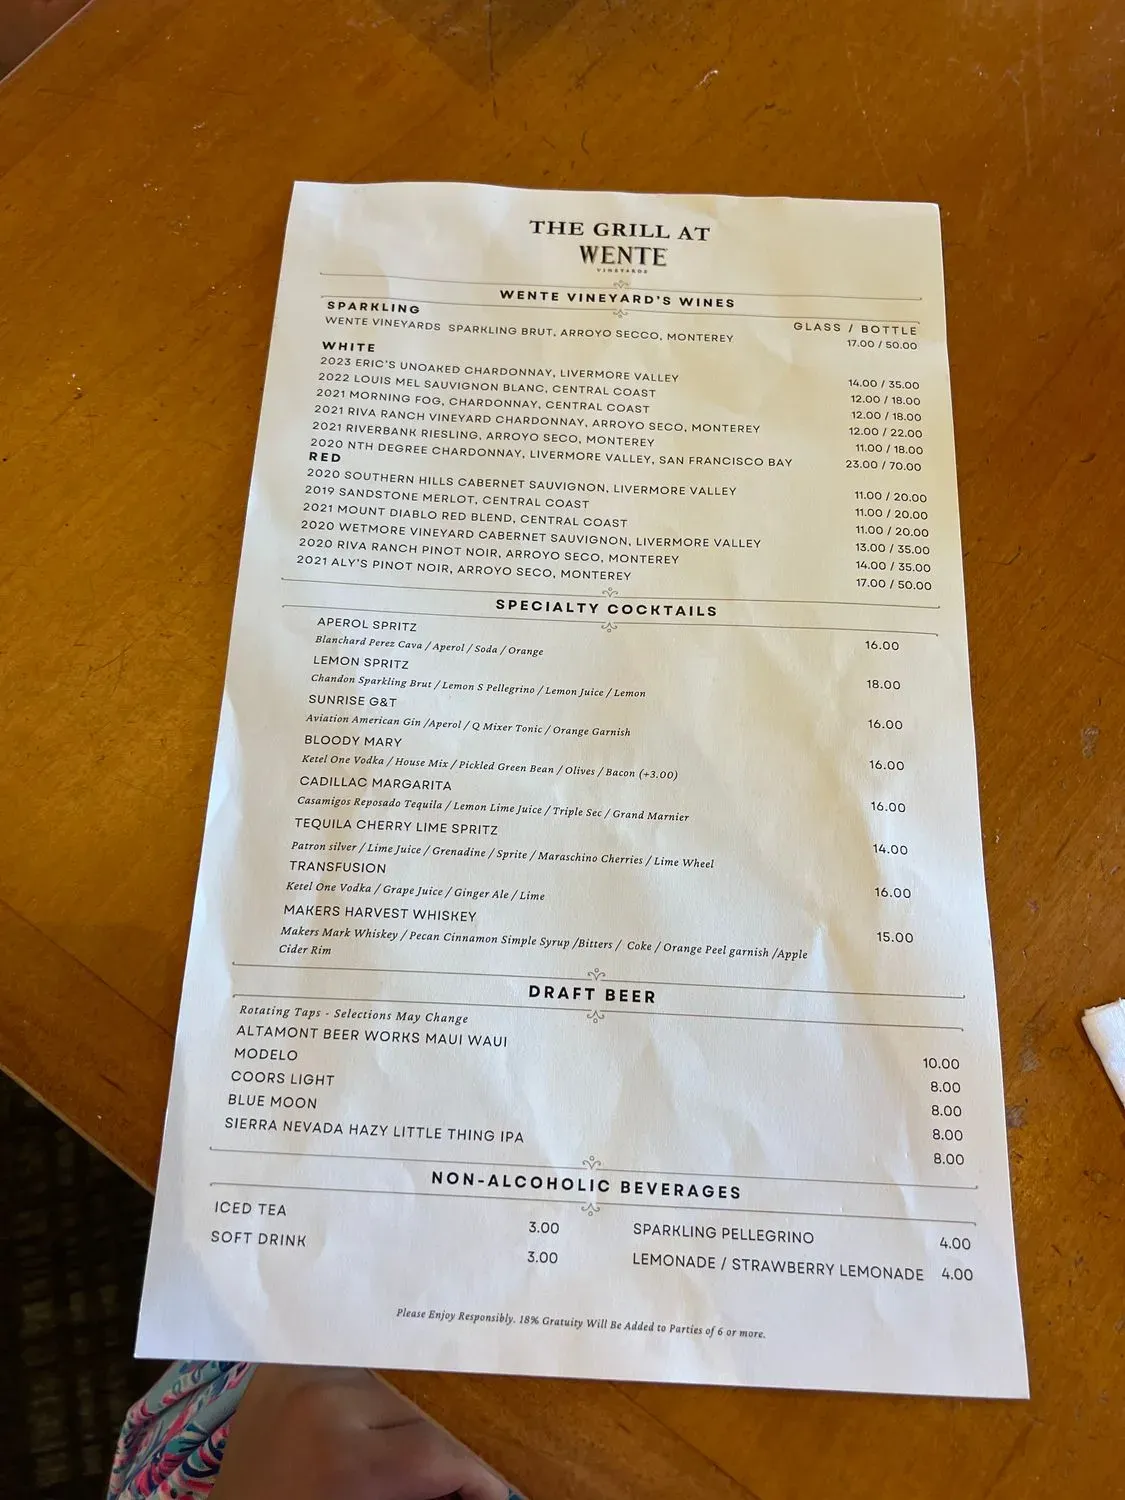 THE GRILL AT
WENTE
VINEYARDS
WENTE VINEYARD'S WINES
SPARKLING GLASS / BOTTLE
WENTE VINEYARDS SPARKLING BRUT, ARROYO SECCO, MONTEREY 17.00 / 50.00
WHITE
2023 ERIC'S UNOAKED CHARDONNAY, LIVERMORE VALLEY 14.00 / 35.00
2022 LOUIS MEL SAUVIGNON BLANC, CENTRAL COAST 12.00 / 18.00
2021 MORNING FOG, CHARDONNAY, CENTRAL COAST 12.00 / 18.00
2021 RIVA RANCH VINEYARD CHARDONNAY, ARROYO SECO, MONTEREY 12.00 / 22.00
2021 RIVERBANK RIESLING, ARROYO SECO, MONTEREY 11.00 / 18.00
2020 NTH DEGREE CHARDONNAY, LIVERMORE VALLEY, SAN FRANCISCO BAY 23.00 / 70.00
RED
2020 SOUTHERN HILLS CABERNET SAUVIGNON, LIVERMORE VALLEY 11.00 / 20.00
2019 SANDSTONE MERLOT, CENTRAL COAST 11.00 / 20.00
2021 MOUNT DIABLO RED BLEND, CENTRAL COAST 11.00 / 20.00
2020 WETMORE VINEYARD CABERNET SAUVIGNON, LIVERMORE VALLEY 13.00 / 35.00
2020 RIVA RANCH PINOT NOIR, ARROYO SECO, MONTEREY 14.00 / 35.00
2021 ALY'S PINOT NOIR, ARROYO SECO, MONTEREY 17.00 / 50.00
SPECIALTY COCKTAILS
APEROL SPRITZ 16.00
Blanchard Perez Cava / Aperol / Soda / Orange
LEMON SPRITZ 18.00
Chandon Sparkling Brut / Lemon S Pellegrino / Lemon Juice / Lemon
SUNRISE G&T 16.00
Aviation American Gin /Aperol / Q Mixer Tonic / Orange Garnish
BLOODY MARY 16.00
Ketel One Vodka / House Mix / Pickled Green Bean / Olives / Bacon (+3.00)
CADILLAC MARGARITA 16.00
Casamigos Reposado Tequila / Lemon Lime Juice / Triple Sec / Grand Marnier
TEQUILA CHERRY LIME SPRITZ 14.00
Patron silver / Lime Juice / Grenadine / Sprite / Maraschino Cherries / Lime Wheel
TRANSFUSION 16.00
Ketel One Vodka / Grape Juice / Ginger Ale / Lime
MAKERS HARVEST WHISKEY 15.00
Makers Mark Whiskey / Pecan Cinnamon Simple Syrup /Bitters / Coke / Orange Peel garnish /Apple
Cider Rim
DRAFT BEER
Rotating Taps - Selections May Change
ALTAMONT BEER WORKS MAUI WAUI 10.00
MODELO 8.00
COORS LIGHT 8.00
BLUE MOON 8.00
SIERRA NEVADA HAZY LITTLE THING IPA 8.00
NON-ALCOHOLIC BEVERAGES
ICED TEA 3.00 SPARKLING PELLEGRINO 4.00
SOFT DRINK 3.00 LEMONADE / STRAWBERRY LEMONADE 4.00
Please Enjoy Responsibly. 18% Gratuity Will Be Added to Parties of 6 or more.